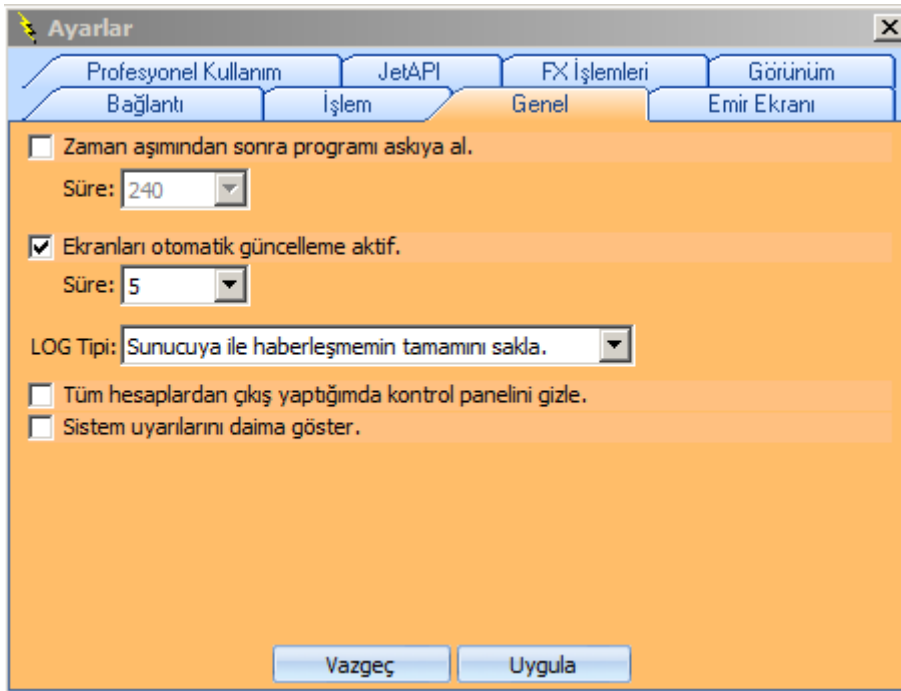 Ayarlar
Profesyonel Kullanım JetAPI FX İşlemleri Görünüm
Bağlantı İşlem Genel Emir Ekranı
Zaman aşımından sonra programı askıya al.
Süre: 240
Ekranları otomatik güncelleme aktif.
Süre: 5
LOG Tipi: Sunucuya ile haberleşmemin tamamını sakla.
Tüm hesaplardan çıkış yaptığımda kontrol panelini gizle.
Sistem uyarılarını daima göster.
Vazgeç Uygula